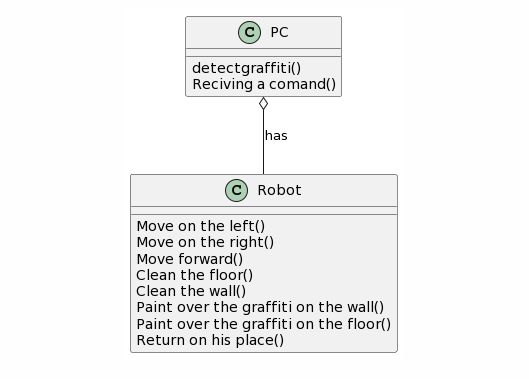 C PC
detectgraffiti()
Reciving a comand()
has
C Robot
Move on the left()
Move on the right()
Move forward()
Clean the floor()
Clean the wall()
Paint over the graffiti on the wall()
Paint over the graffiti on the floor()
Return on his place()